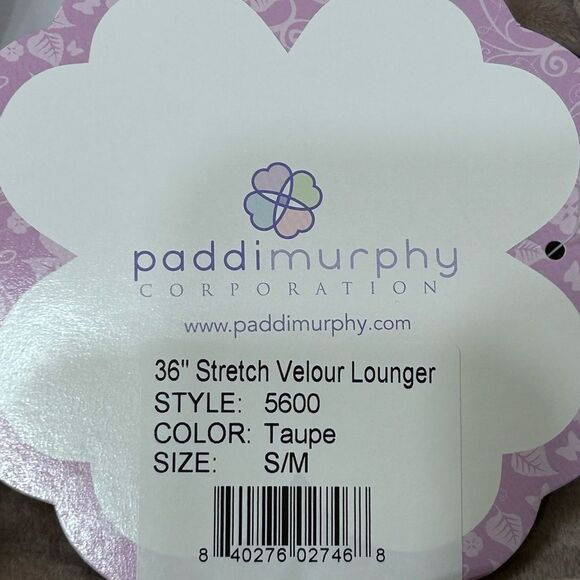 paddimurphy
CORPORATION
www.paddimurphy.com
36" Stretch Velour Lounger
STYLE: 5600
COLOR: Taupe
SIZE: S/M
8 40276 02746 8